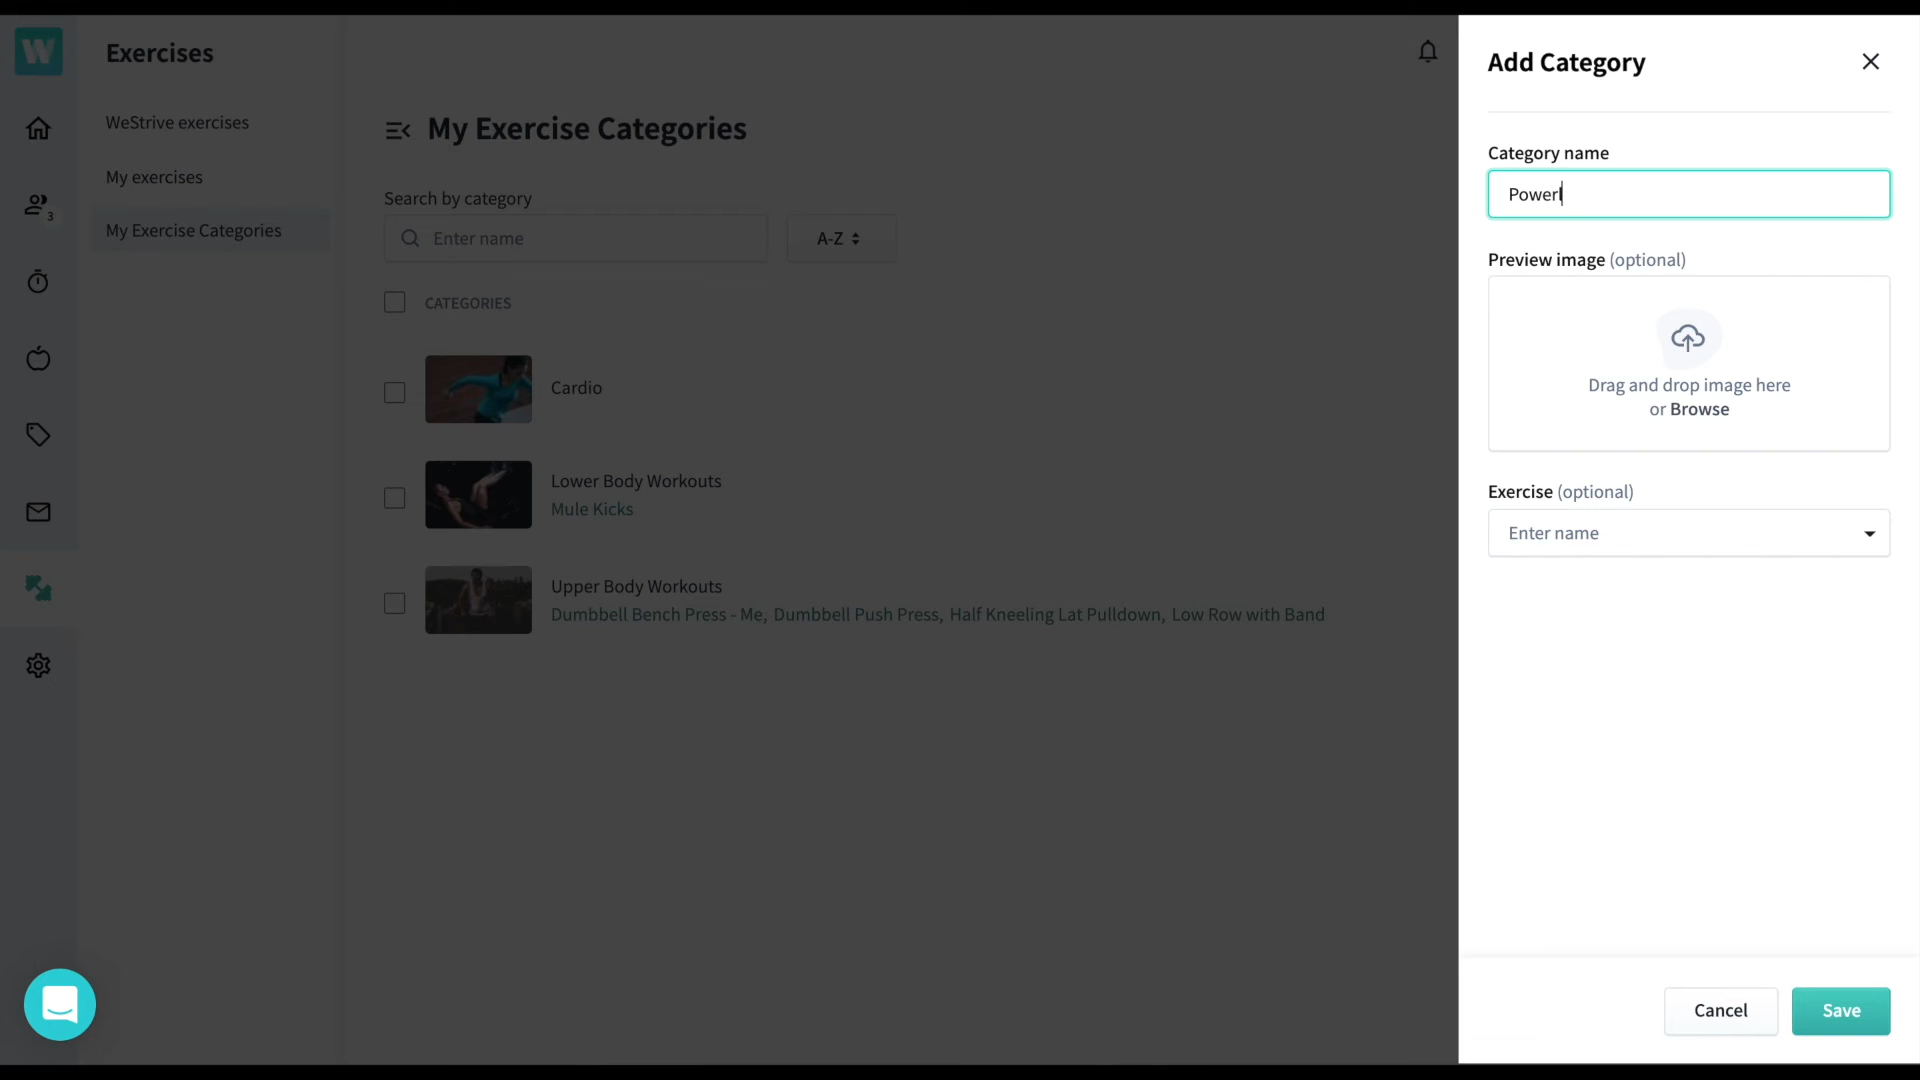 W
Exercises
WeStrive exercises
My exercises
My Exercise Categories
3
My Exercise Categories
Search by category
Enter name
A-Z
CATEGORIES
Cardio
Lower Body Workouts
Mule Kicks
Upper Body Workouts
Dumbbell Bench Press - Me, Dumbbell Push Press, Half Kneeling Lat Pulldown, Low Row with Band
Add Category
Category name
Powerl
Preview image (optional)
Drag and drop image here
or Browse
Exercise (optional)
Enter name
Cancel
Save